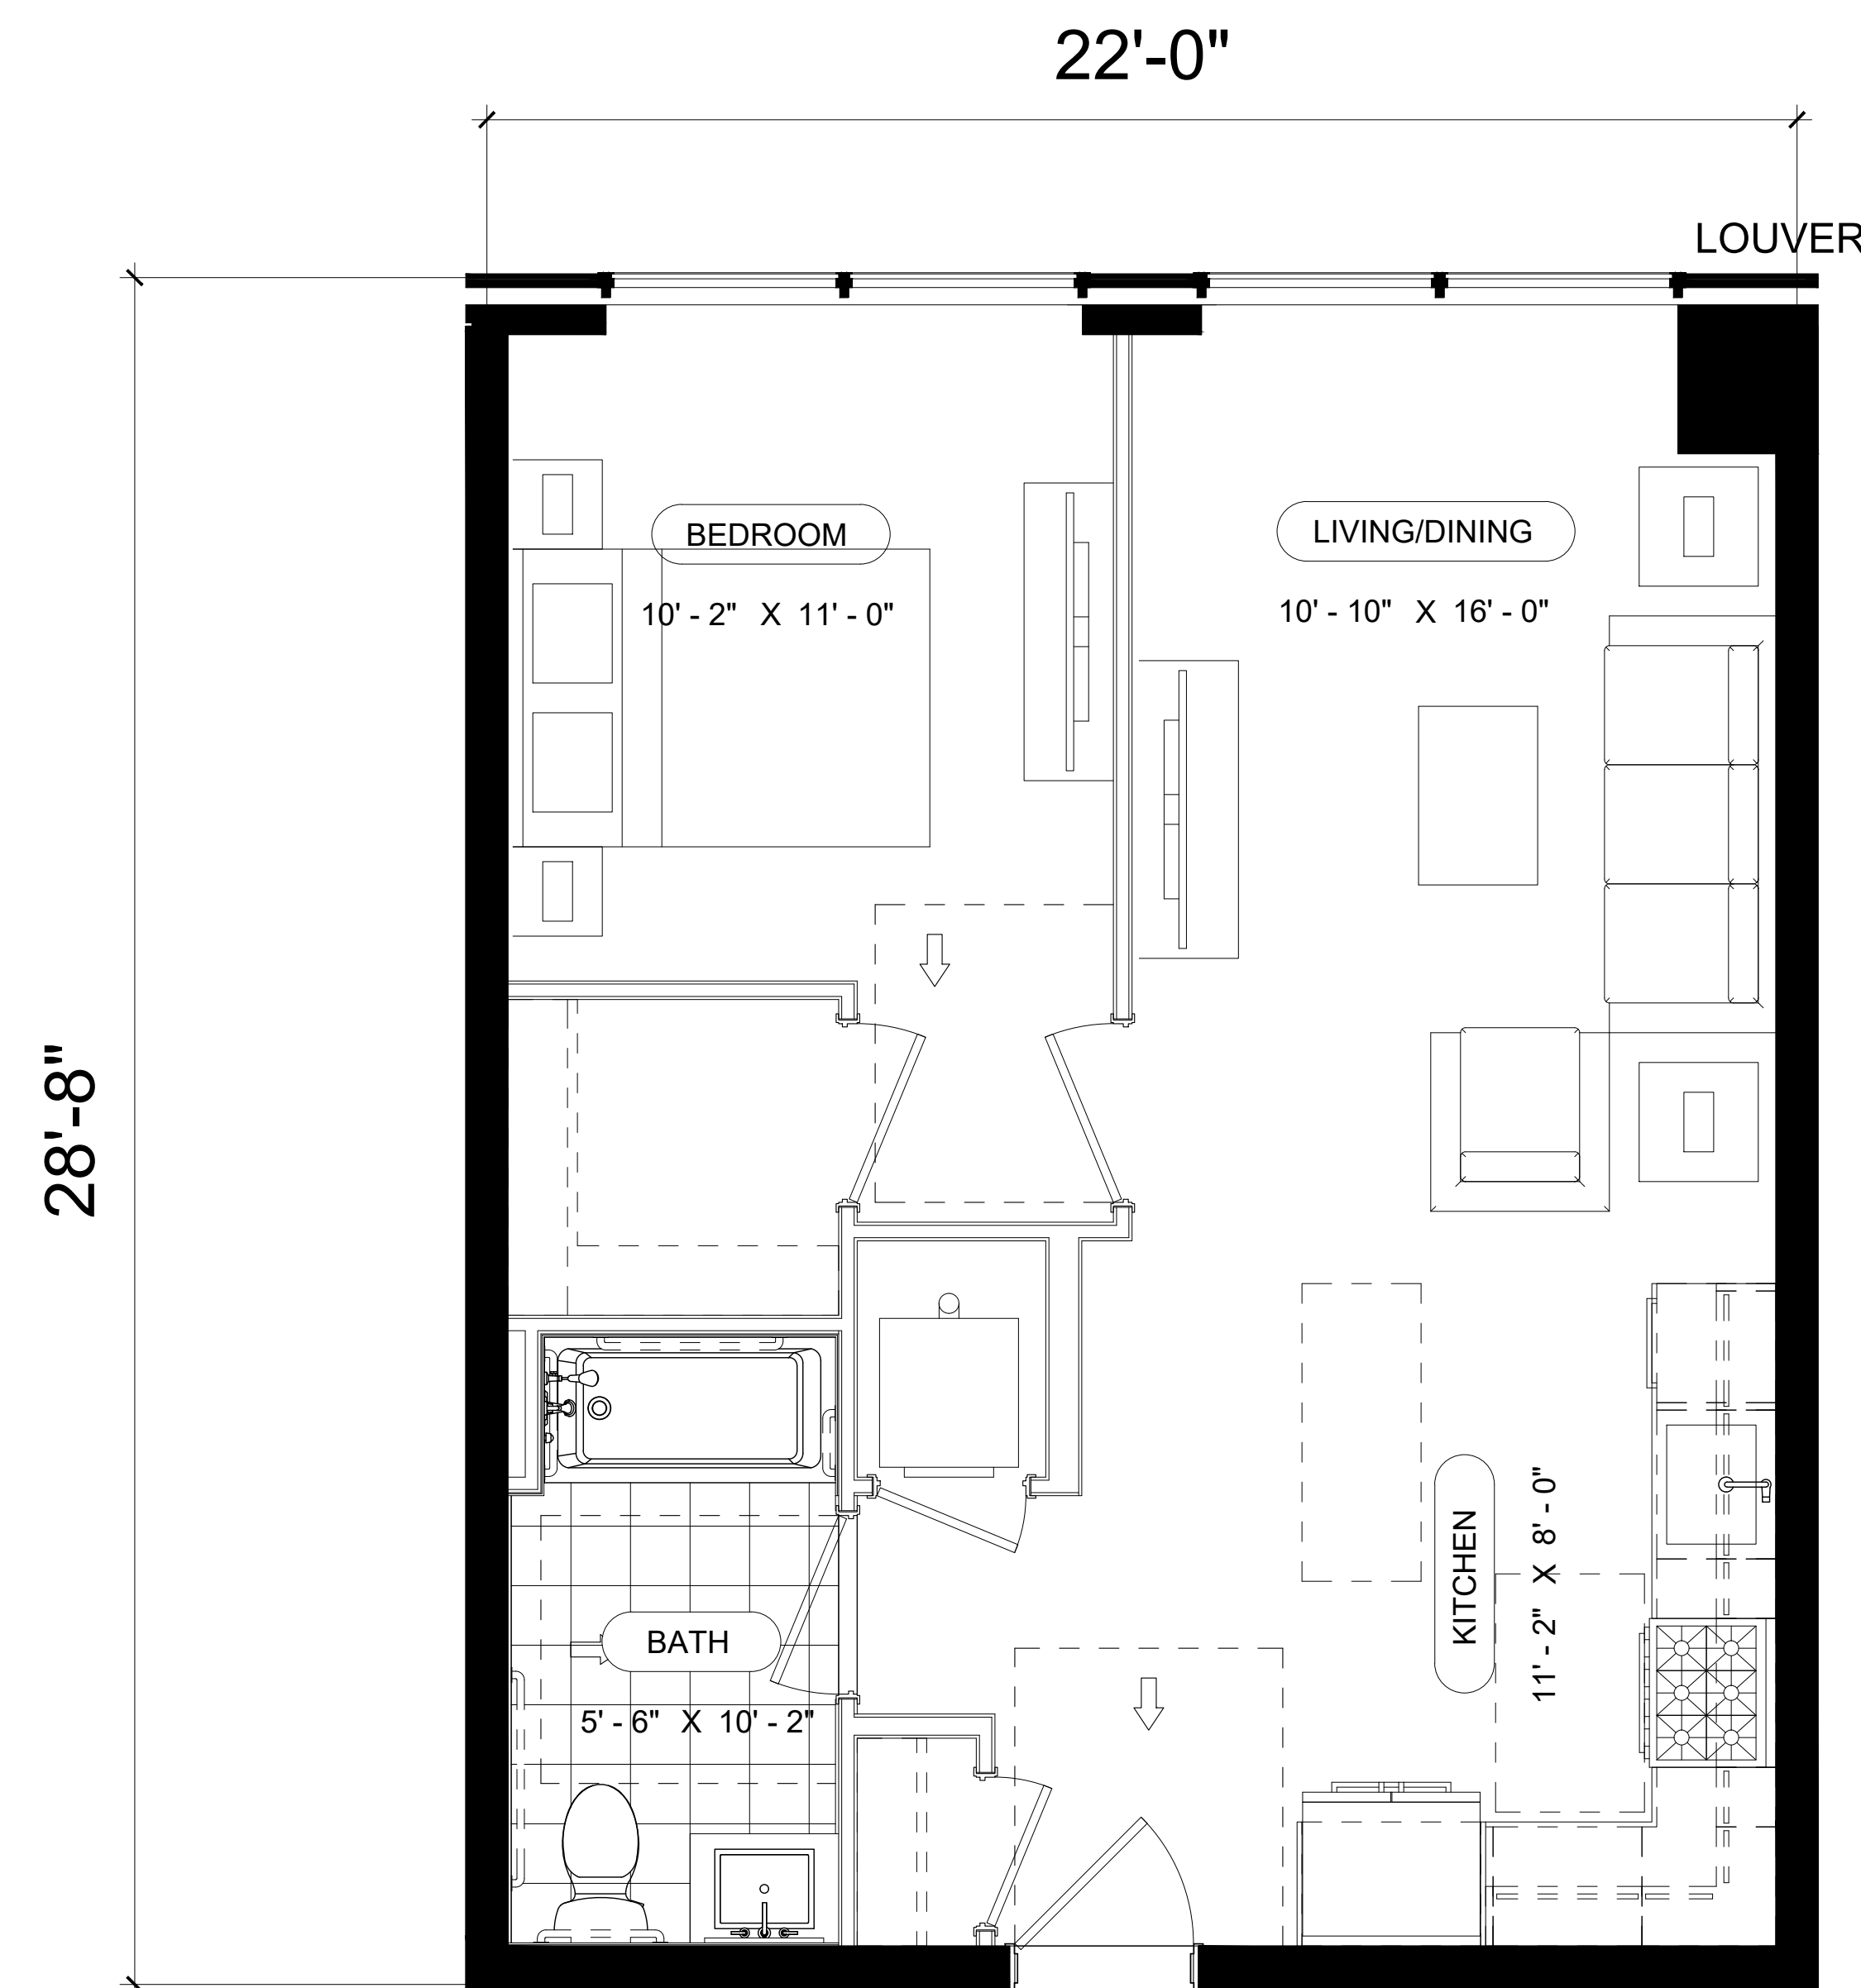 22'-0"
LOUVER
BEDROOM
LIVING/DINING
10' - 2" X 11' - 0"
10' - 10" X 16' - 0"
28'-8"
KITCHEN
11' - 2" X 8' - 0"
BATH
5' - 6" X 10' - 2"